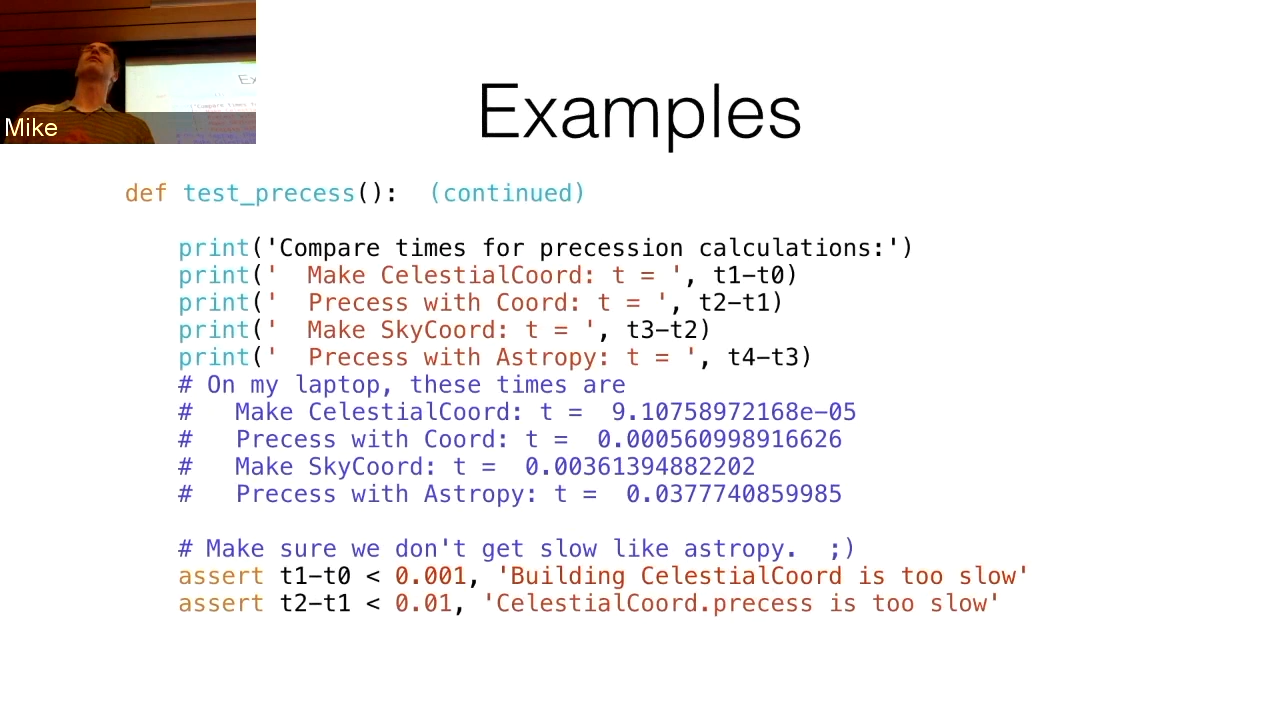 Mike
Examples
def test_precess():  (continued)
print('Compare times for precession calculations:')
print('  Make CelestialCoord: t = ', t1-t0)
print('  Precess with Coord: t = ', t2-t1)
print('  Make SkyCoord: t = ', t3-t2)
print('  Precess with Astropy: t = ', t4-t3)
# On my laptop, these times are
#   Make CelestialCoord: t =  9.10758972168e-05
#   Precess with Coord: t =  0.000560998916626
#   Make SkyCoord: t =  0.00361394882202
#   Precess with Astropy: t =  0.0377740859985
# Make sure we don't get slow like astropy.  ;)
assert t1-t0 < 0.001, 'Building CelestialCoord is too slow'
assert t2-t1 < 0.01, 'CelestialCoord.precess is too slow'